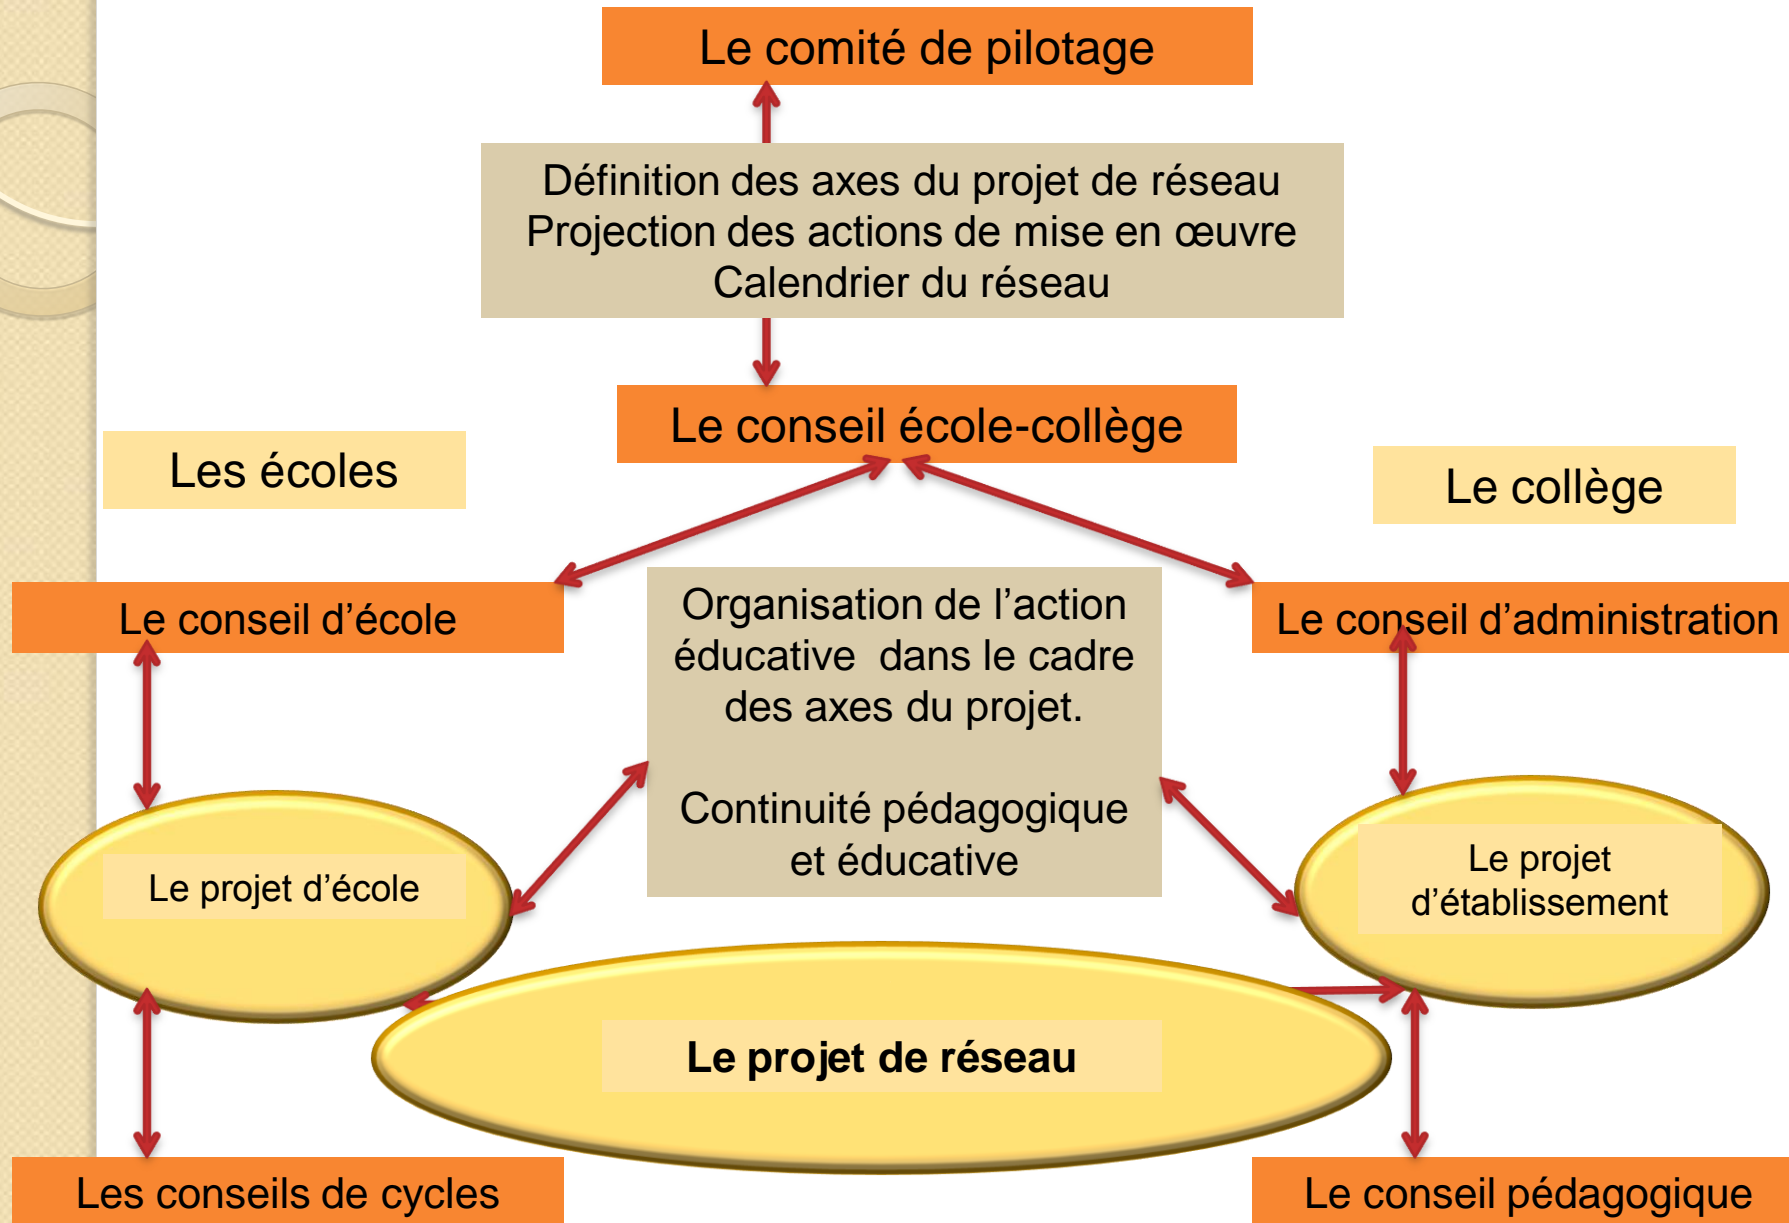 Le comité de pilotage
Définition des axes du projet de réseau
Projection des actions de mise en œuvre
Calendrier du réseau
Le conseil école-collège
Les écoles
Le collège
Le conseil d’école
Organisation de l’action
éducative dans le cadre
des axes du projet.
Continuité pédagogique
et éducative
Le conseil d’administration
Le projet d’école
Le projet
d’établissement
Le projet de réseau
Les conseils de cycles
Le conseil pédagogique